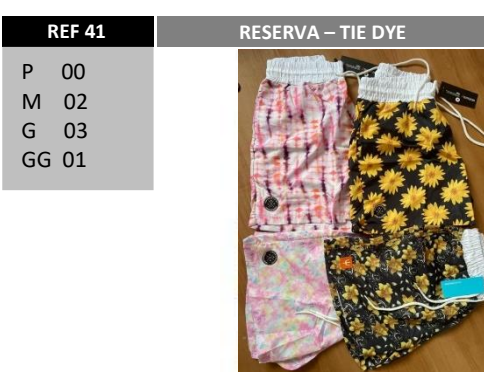 REF 41
RESERVA – TIE DYE
P 00
M 02
G 03
GG 01